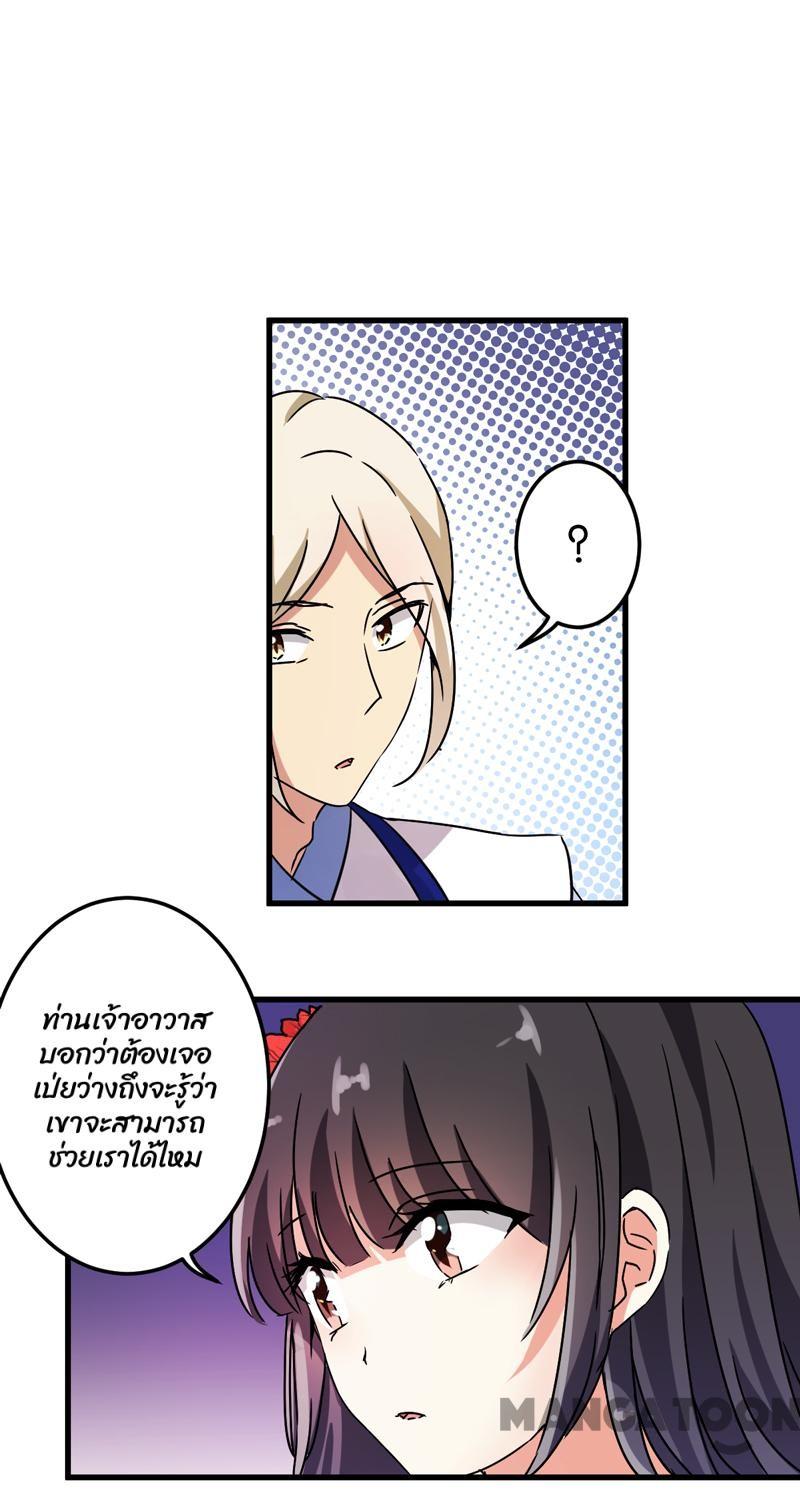 ?
ท่านเจ้าอาวาส
บอกว่าต้องเจอ
เปยว่างถึงจะรู้ว่า
เขาจะสามารถ
ช่วยเราได้ไหม
MANGATOON